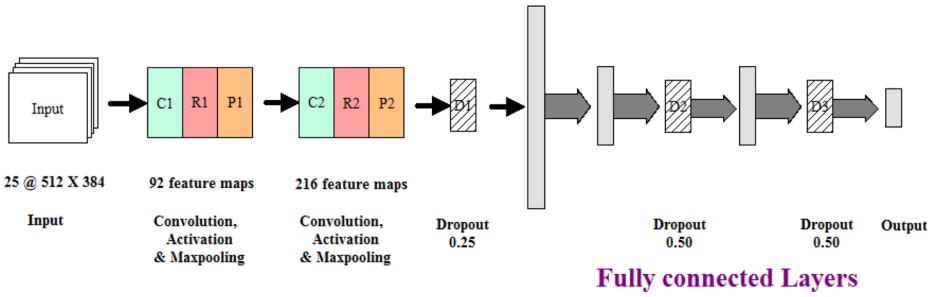 Input
C1 R1 P1
C2 R2 P2
D1
D2
D3
25 @ 512 X 384
92 feature maps
216 feature maps
Input
Convolution,
Activation
& Maxpooling
Convolution,
Activation
& Maxpooling
Dropout
0.25
Dropout
0.50
Dropout
0.50
Output
Fully connected Layers